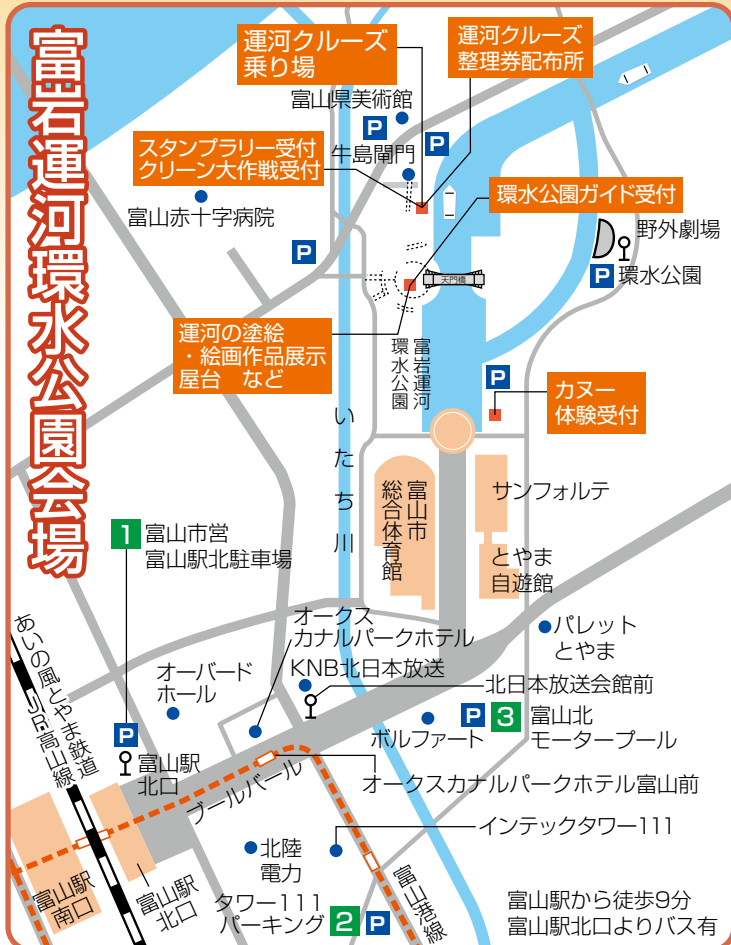 富岩運河環水公園会場
運河クルーズ
乗り場
運河クルーズ
整理券配布所
富山県美術館
P
P
スタンプラリー受付
クリーン大作戦受付
牛島閘門
環水公園ガイド受付
富山赤十字病院
P
野外劇場
P 環水公園
天門橋
運河の塗絵
・絵画作品展示
屋台 など
富岩運河
環水公園
P
カヌー
体験受付
いたち川
富山市
総合体育館
サンフォルテ
とやま
自遊館
1 富山市営
富山駅北駐車場
あいの風とやま鉄道
JR高山線
オークス
カナルパークホテル
パレット
とやま
オーバード
ホール
KNB北日本放送
北日本放送会館前
P
富山駅
北口
ボルファート
P 3 富山北
モータープール
ブールバール
オークスカナルパークホテル富山前
インテックタワー111
北陸
電力
富山駅
南口
富山駅
北口
タワー111
パーキング 2 P
富山港線
富山駅から徒歩9分
富山駅北口よりバス有